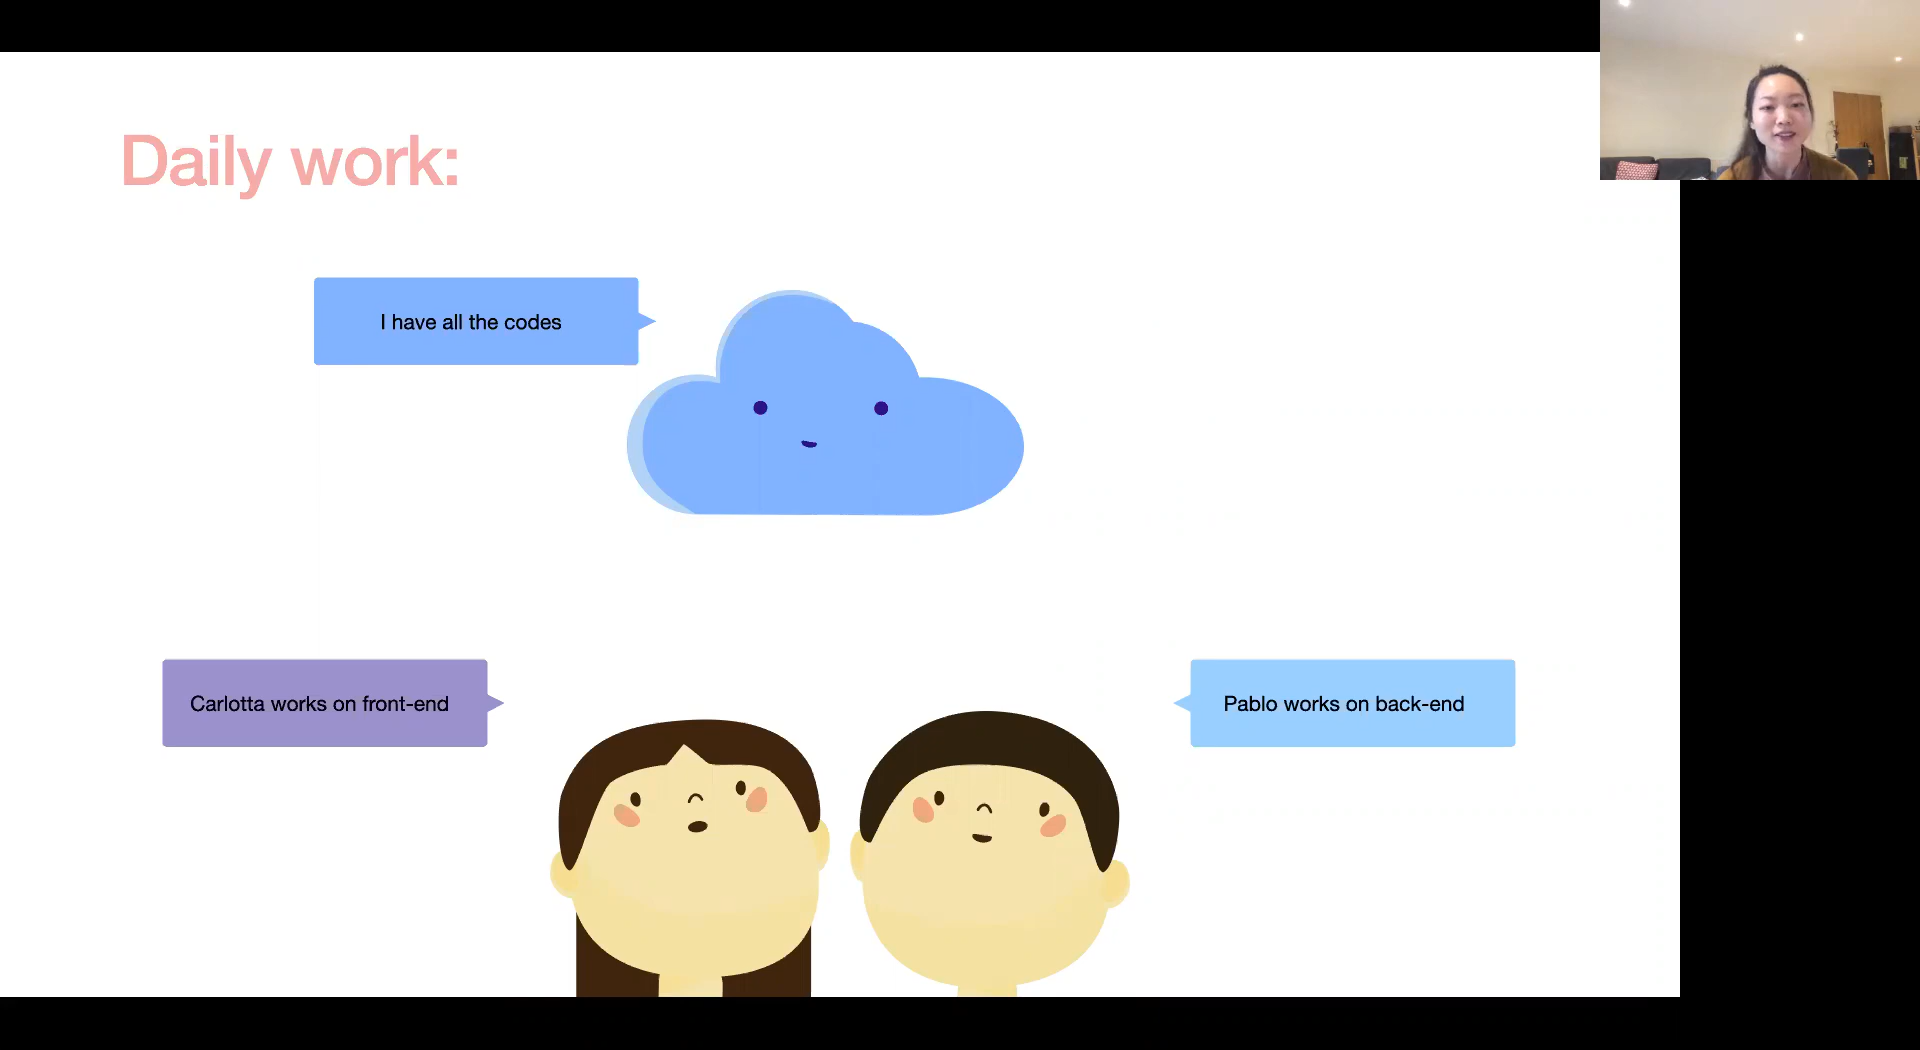 Daily work:
I have all the codes
Carlotta works on front-end
Pablo works on back-end